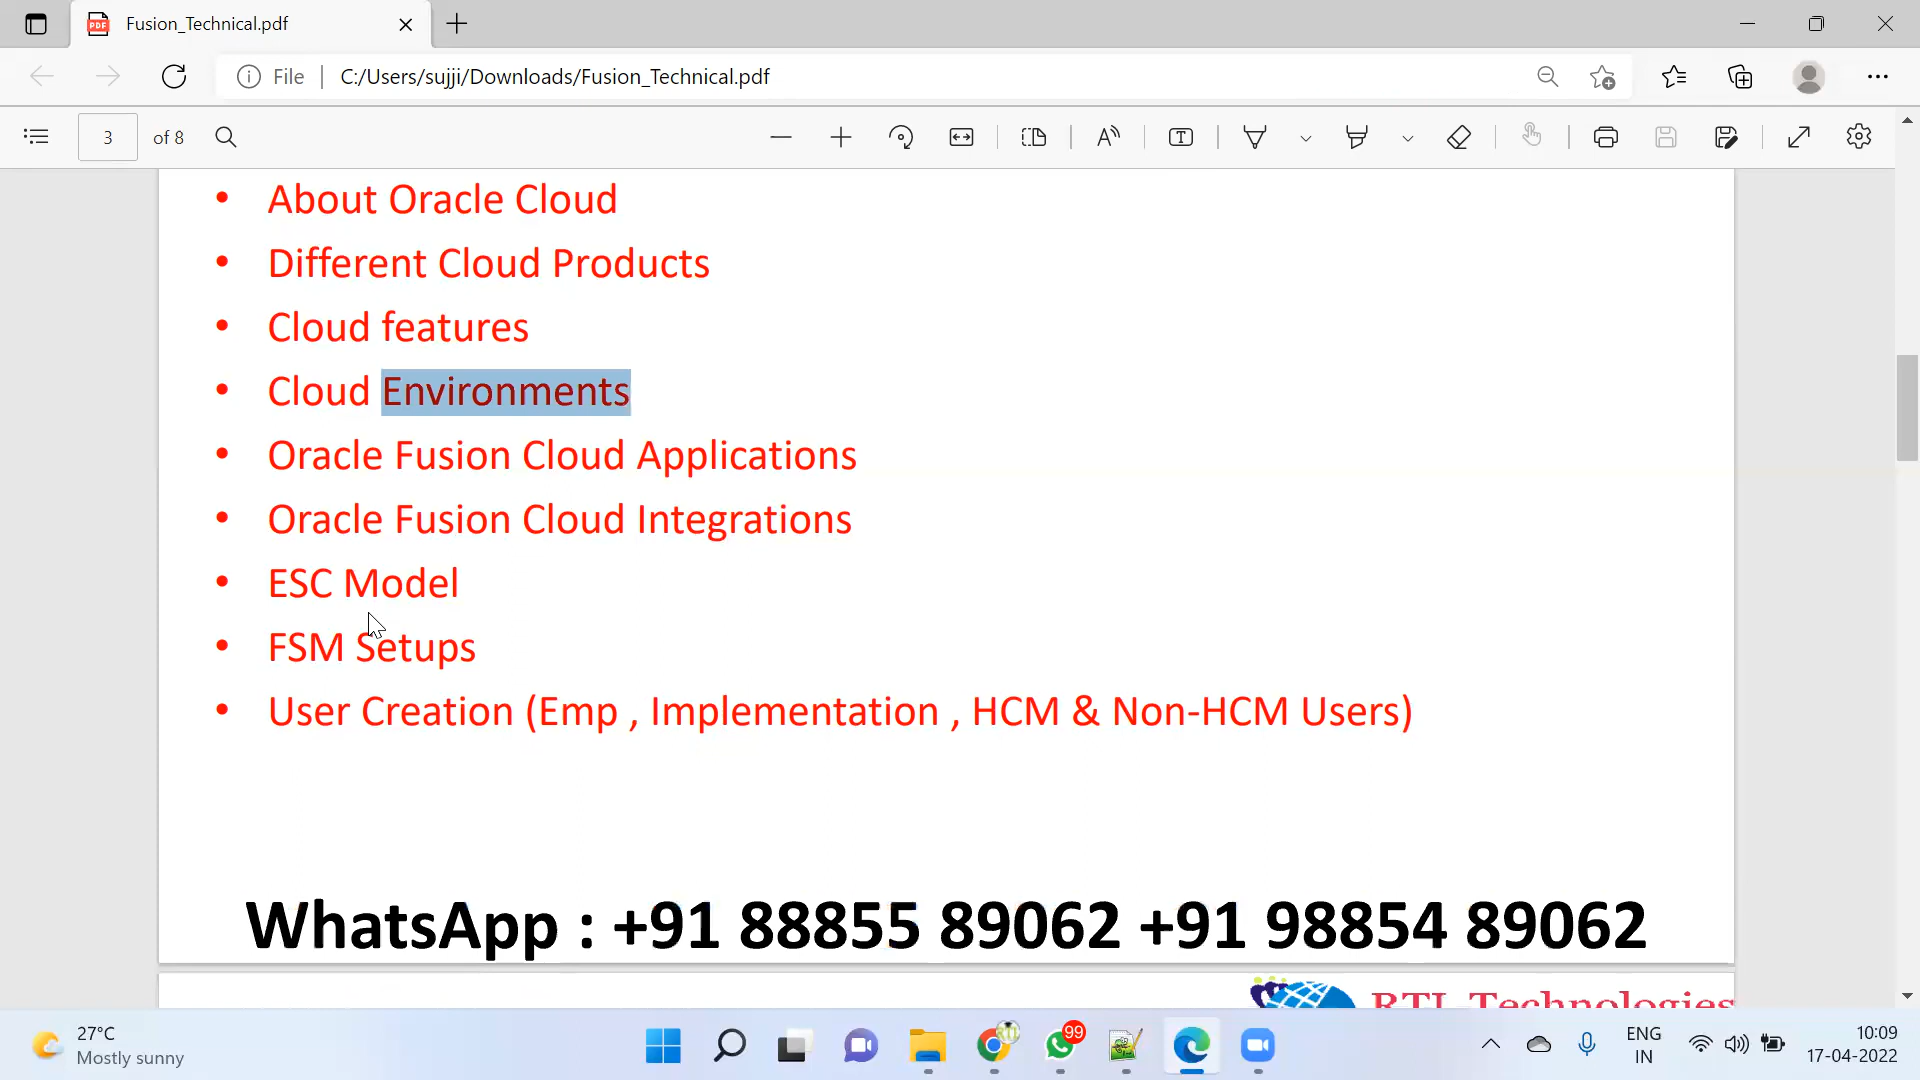 Fusion_Technical.pdf
File | C:/Users/sujji/Downloads/Fusion_Technical.pdf
3 of 8
• About Oracle Cloud
• Different Cloud Products
• Cloud features
• Cloud Environments
• Oracle Fusion Cloud Applications
• Oracle Fusion Cloud Integrations
• ESC Model
• FSM Setups
• User Creation (Emp , Implementation , HCM & Non-HCM Users)
WhatsApp : +91 88855 89062 +91 98854 89062
RTL Technologies
27°C
Mostly sunny
99
ENG
IN
10:09
17-04-2022